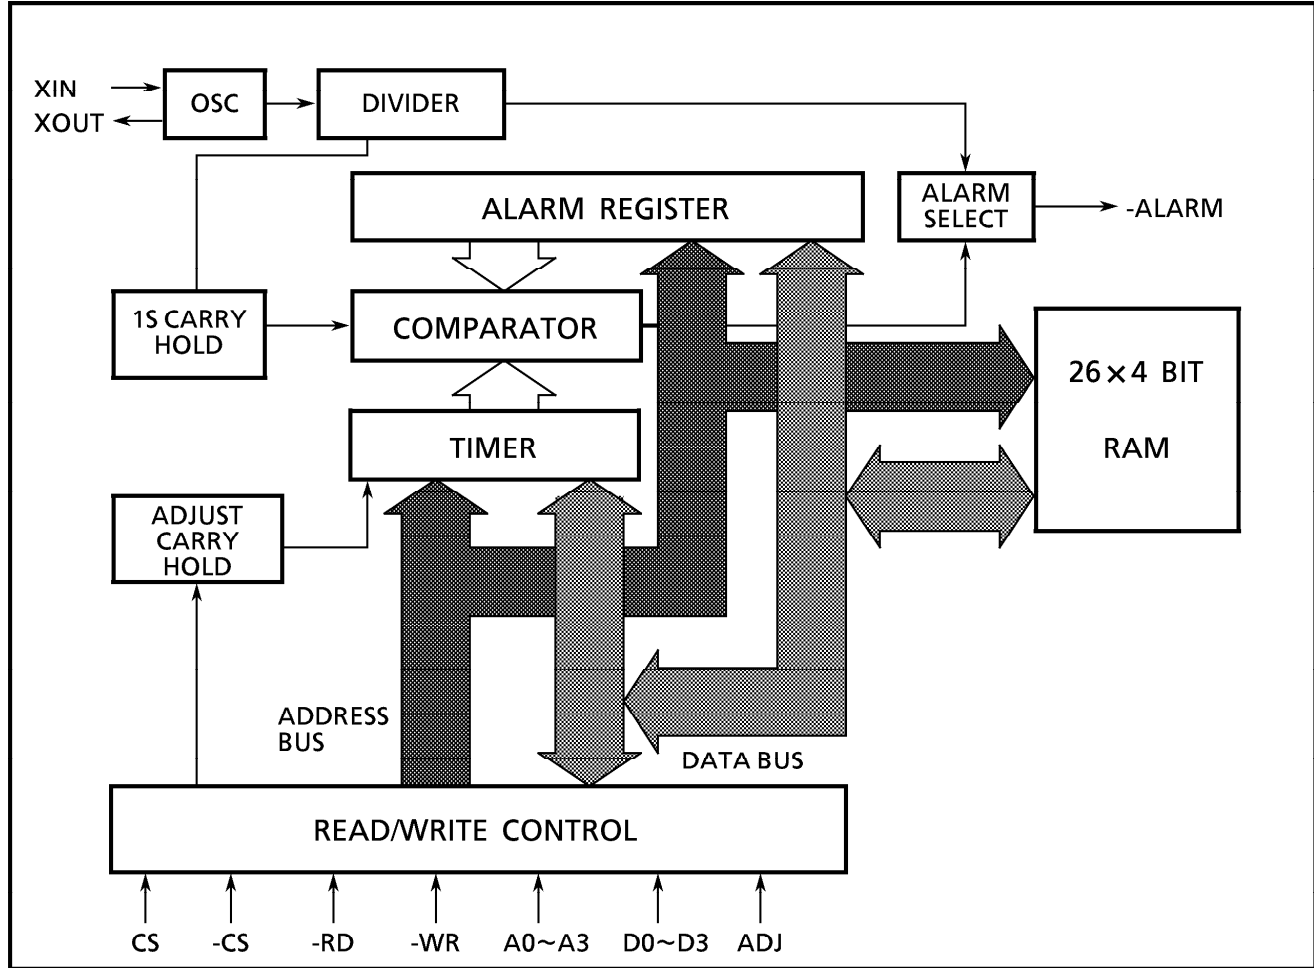 XIN
XOUT
OSC
DIVIDER
ALARM REGISTER
ALARM
SELECT
-ALARM
1S CARRY
HOLD
COMPARATOR
26×4 BIT
RAM
TIMER
ADJUST
CARRY
HOLD
ADDRESS
BUS
DATA BUS
READ/WRITE CONTROL
CS
-CS
-RD
-WR
A0~A3
D0~D3
ADJ